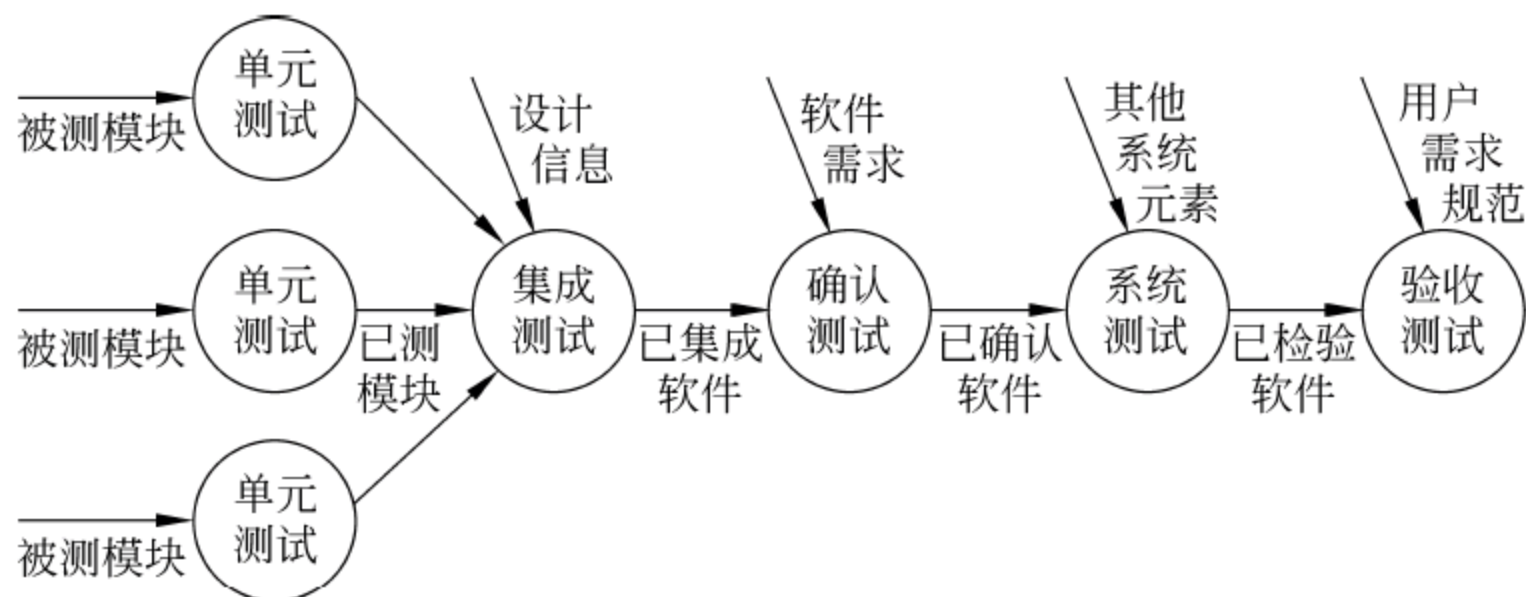 单元
测试
被测模块
设计
信息
软件
需求
其他
系统
元素
用户
需求
规范
单元
测试
被测模块
已测
模块
集成
测试
已集成
软件
确认
测试
已确认
软件
系统
测试
已检验
软件
验收
测试
单元
测试
被测模块